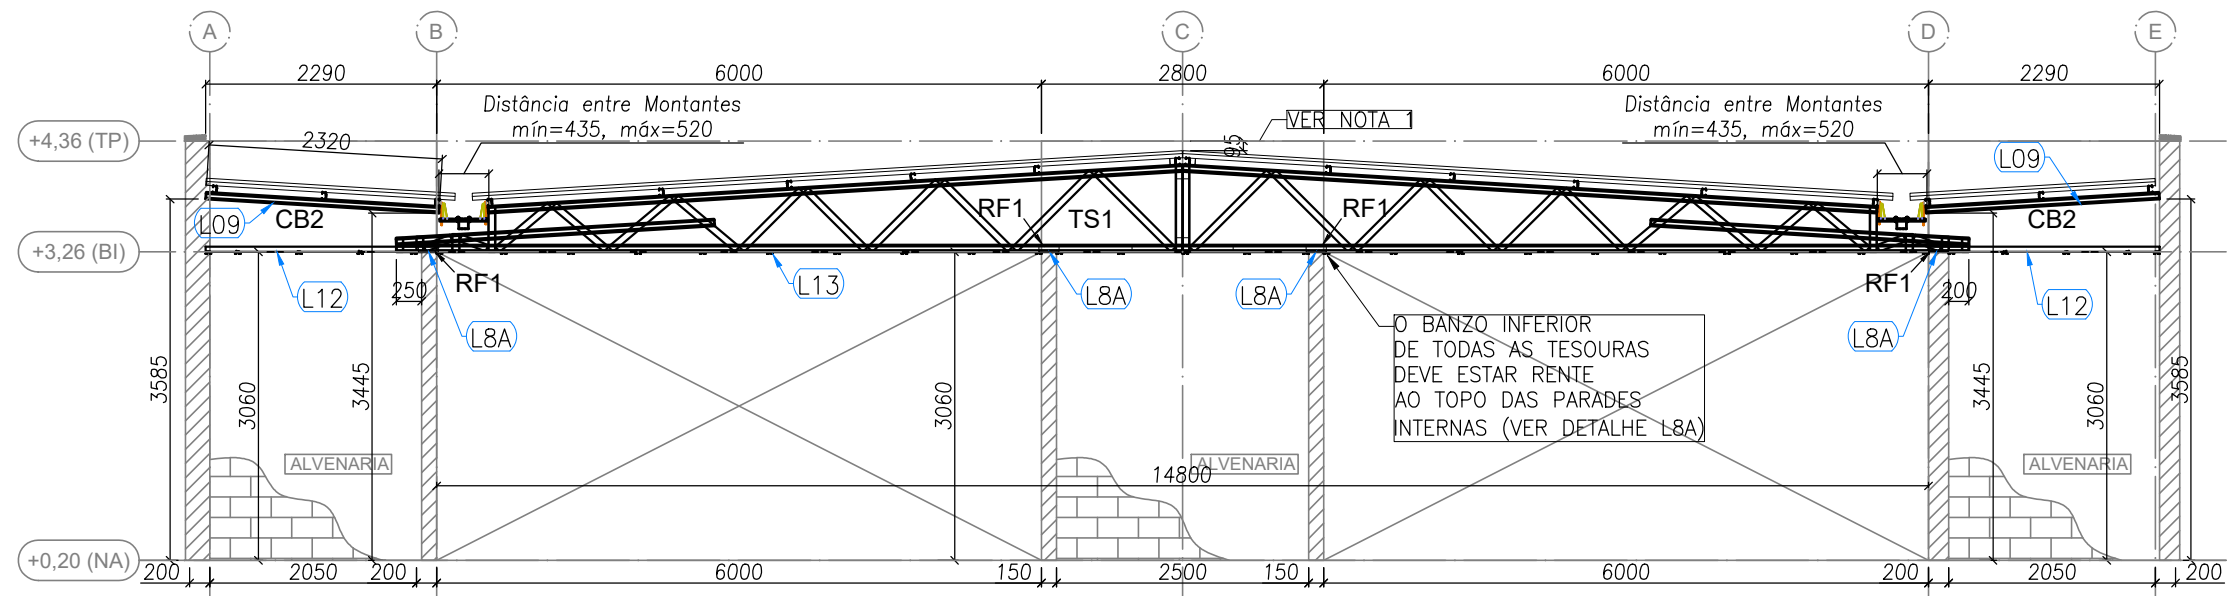 A
B
C
D
E
2290
6000
2800
6000
2290
Distância entre Montantes
mín=435, máx=520
Distância entre Montantes
mín=435, máx=520
VER NOTA 1
+4,36 (TP)
2320
95
L09
L09
CB2
RF1
TS1
RF1
CB2
+3,26 (BI)
RF1
RF1
L12
250
L13
L8A
L8A
200
L12
L8A
L8A
O BANZO INFERIOR
DE TODAS AS TESOURAS
DEVE ESTAR RENTE
AO TOPO DAS PARADES
INTERNAS (VER DETALHE L8A)
3585
3060
3445
3060
3445
3060
3585
ALVENARIA
ALVENARIA
ALVENARIA
14800
+0,20 (NA)
200
2050
200
6000
150
2500
150
6000
200
2050
200